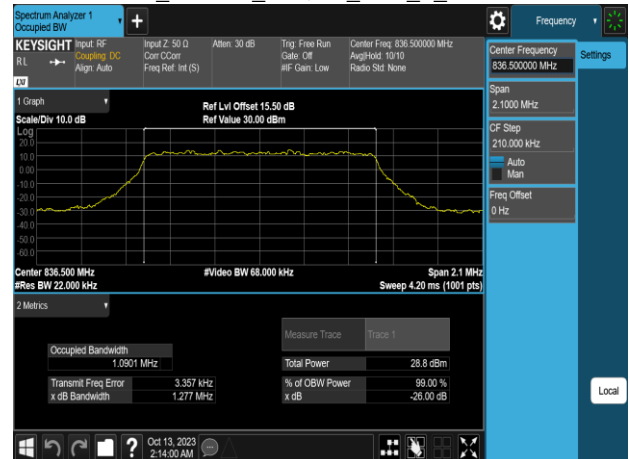 Spectrum Analyzer 1
Occupied BW
Frequency
KEYSIGHT
RL
LXI
Input: RF
Coupling: DC
Align: Auto
Input Z: 50 Ω
Corr CCorr
Freq Ref: Int (S)
Atten: 30 dB
Trig: Free Run
Gate: Off
#IF Gain: Low
Center Freq: 836.500000 MHz
Avg|Hold: 10/10
Radio Std: None
Center Frequency
836.500000 MHz
Settings
Span
2.1000 MHz
CF Step
210.000 kHz
Auto
Man
Freq Offset
0 Hz
1 Graph
Scale/Div 10.0 dB
Ref Lvl Offset 15.50 dB
Ref Value 30.00 dBm
Log
20.0
10.0
0.00
-10.0
-20.0
-30.0
-40.0
-50.0
-60.0
Center 836.500 MHz
#Video BW 68.000 kHz
Span 2.1 MHz
#Res BW 22.000 kHz
Sweep 4.20 ms (1001 pts)
2 Metrics
Measure Trace
Trace 1
Occupied Bandwidth
1.0901 MHz
Total Power
28.8 dBm
Transmit Freq Error
3.357 kHz
% of OBW Power
99.00 %
x dB Bandwidth
1.277 MHz
x dB
-26.00 dB
Local
?
Oct 13, 2023
2:14:00 AM